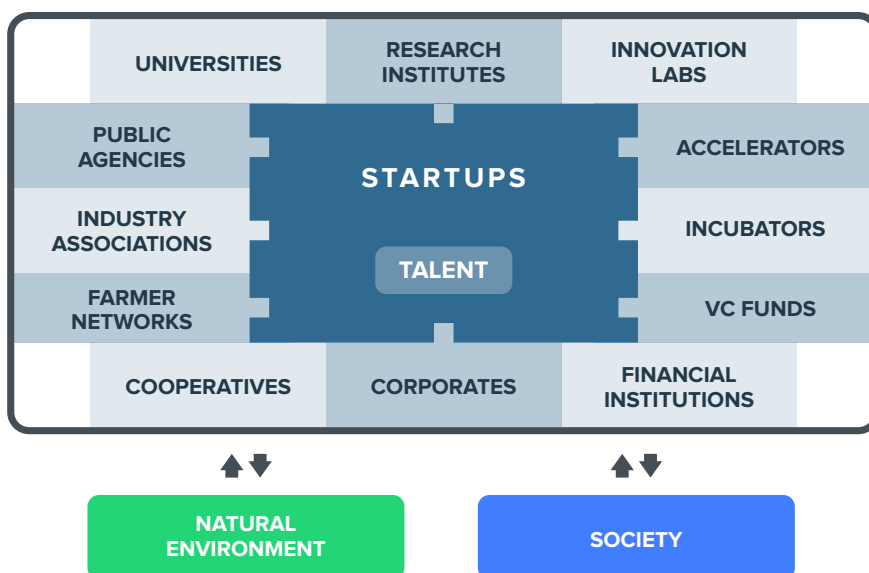 UNIVERSITIES
RESEARCH
INSTITUTES
INNOVATION
LABS
PUBLIC
AGENCIES
STARTUPS
ACCELERATORS
INDUSTRY
ASSOCIATIONS
INCUBATORS
TALENT
FARMER
NETWORKS
VC FUNDS
COOPERATIVES
CORPORATES
FINANCIAL
INSTITUTIONS
NATURAL
ENVIRONMENT
SOCIETY